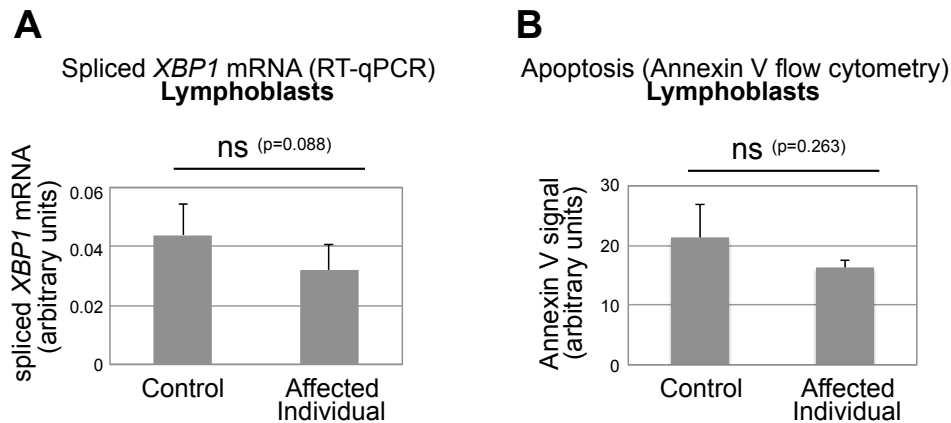 A
Spliced XBP1 mRNA (RT-qPCR)
Lymphoblasts
ns (p=0.088)
spliced XBP1 mRNA
(arbitrary units)
0.06
0.04
0.02
0
Control
Affected
Individual
B
Apoptosis (Annexin V flow cytometry)
Lymphoblasts
ns (p=0.263)
Annexin V signal
(arbitrary units)
30
20
10
0
Control
Affected
Individual